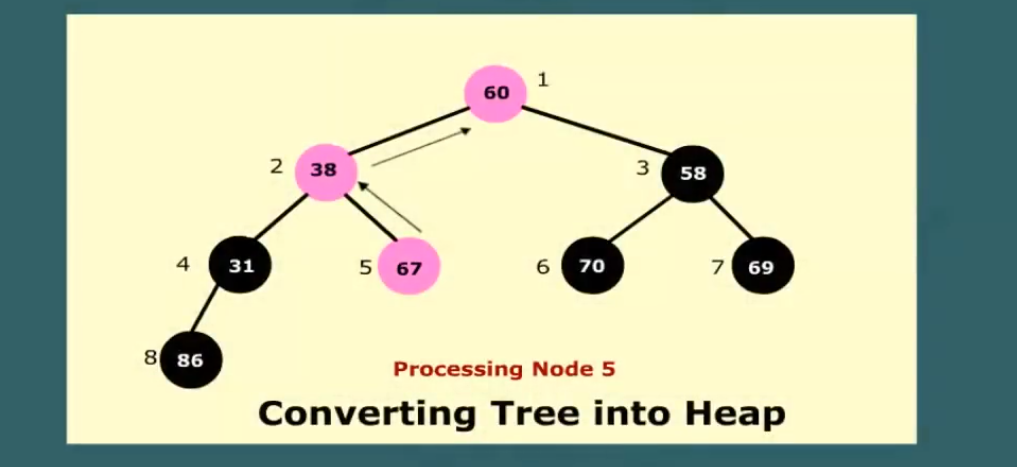 60 1
2 38 3 58
4 31 5 67 6 70 7 69
8 86
Processing Node 5
Converting Tree into Heap